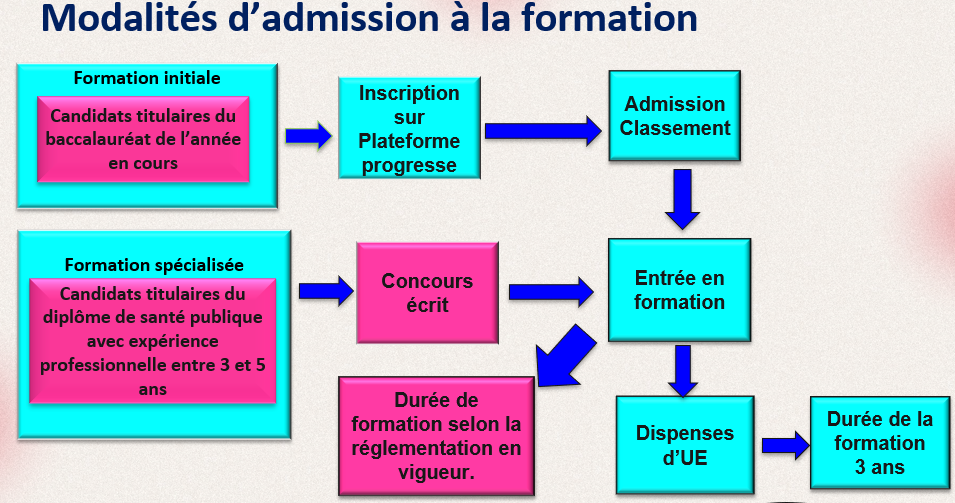 Modalités d'admission à la formation
Formation initiale
Candidats titulaires du
baccalauréat de l'année
en cours
Inscription
sur
Plateforme
progresse
Admission
Classement
Formation spécialisée
Candidats titulaires du
diplôme de santé publique
avec expérience
professionnelle entre 3 et 5
ans
Concours
écrit
Entrée en
formation
Durée de
formation selon la
réglementation en
vigueur.
Dispenses
d'UE
Durée de la
formation
3 ans